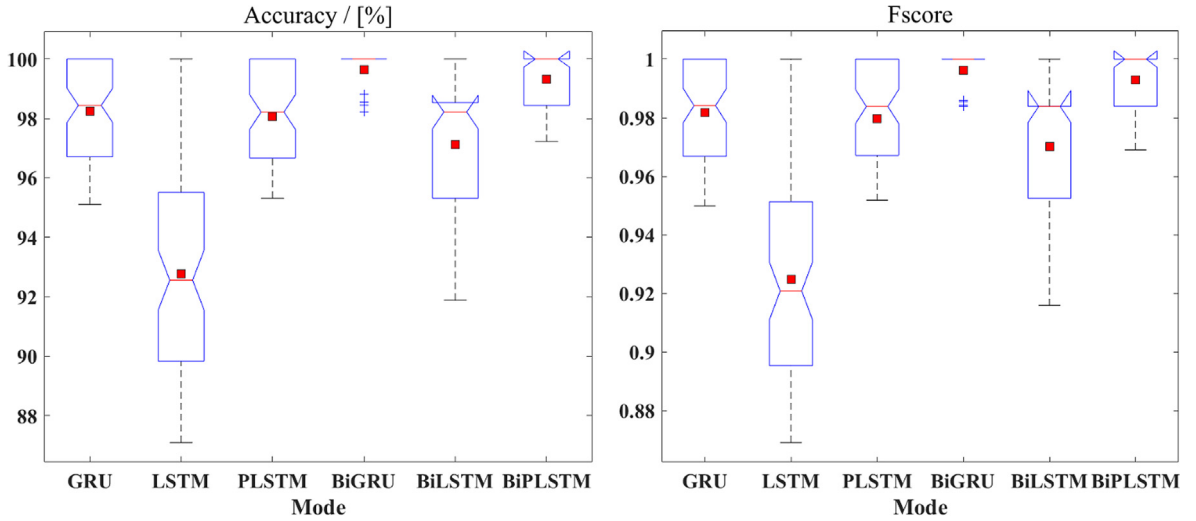 Accuracy / [%]
100
98
96
94
92
90
88
GRU LSTM PLSTM BiGRU BiLSTM BiPLSTM
Mode
Fscore
1
0.98
0.96
0.94
0.92
0.9
0.88
GRU LSTM PLSTM BiGRU BiLSTM BiPLSTM
Mode